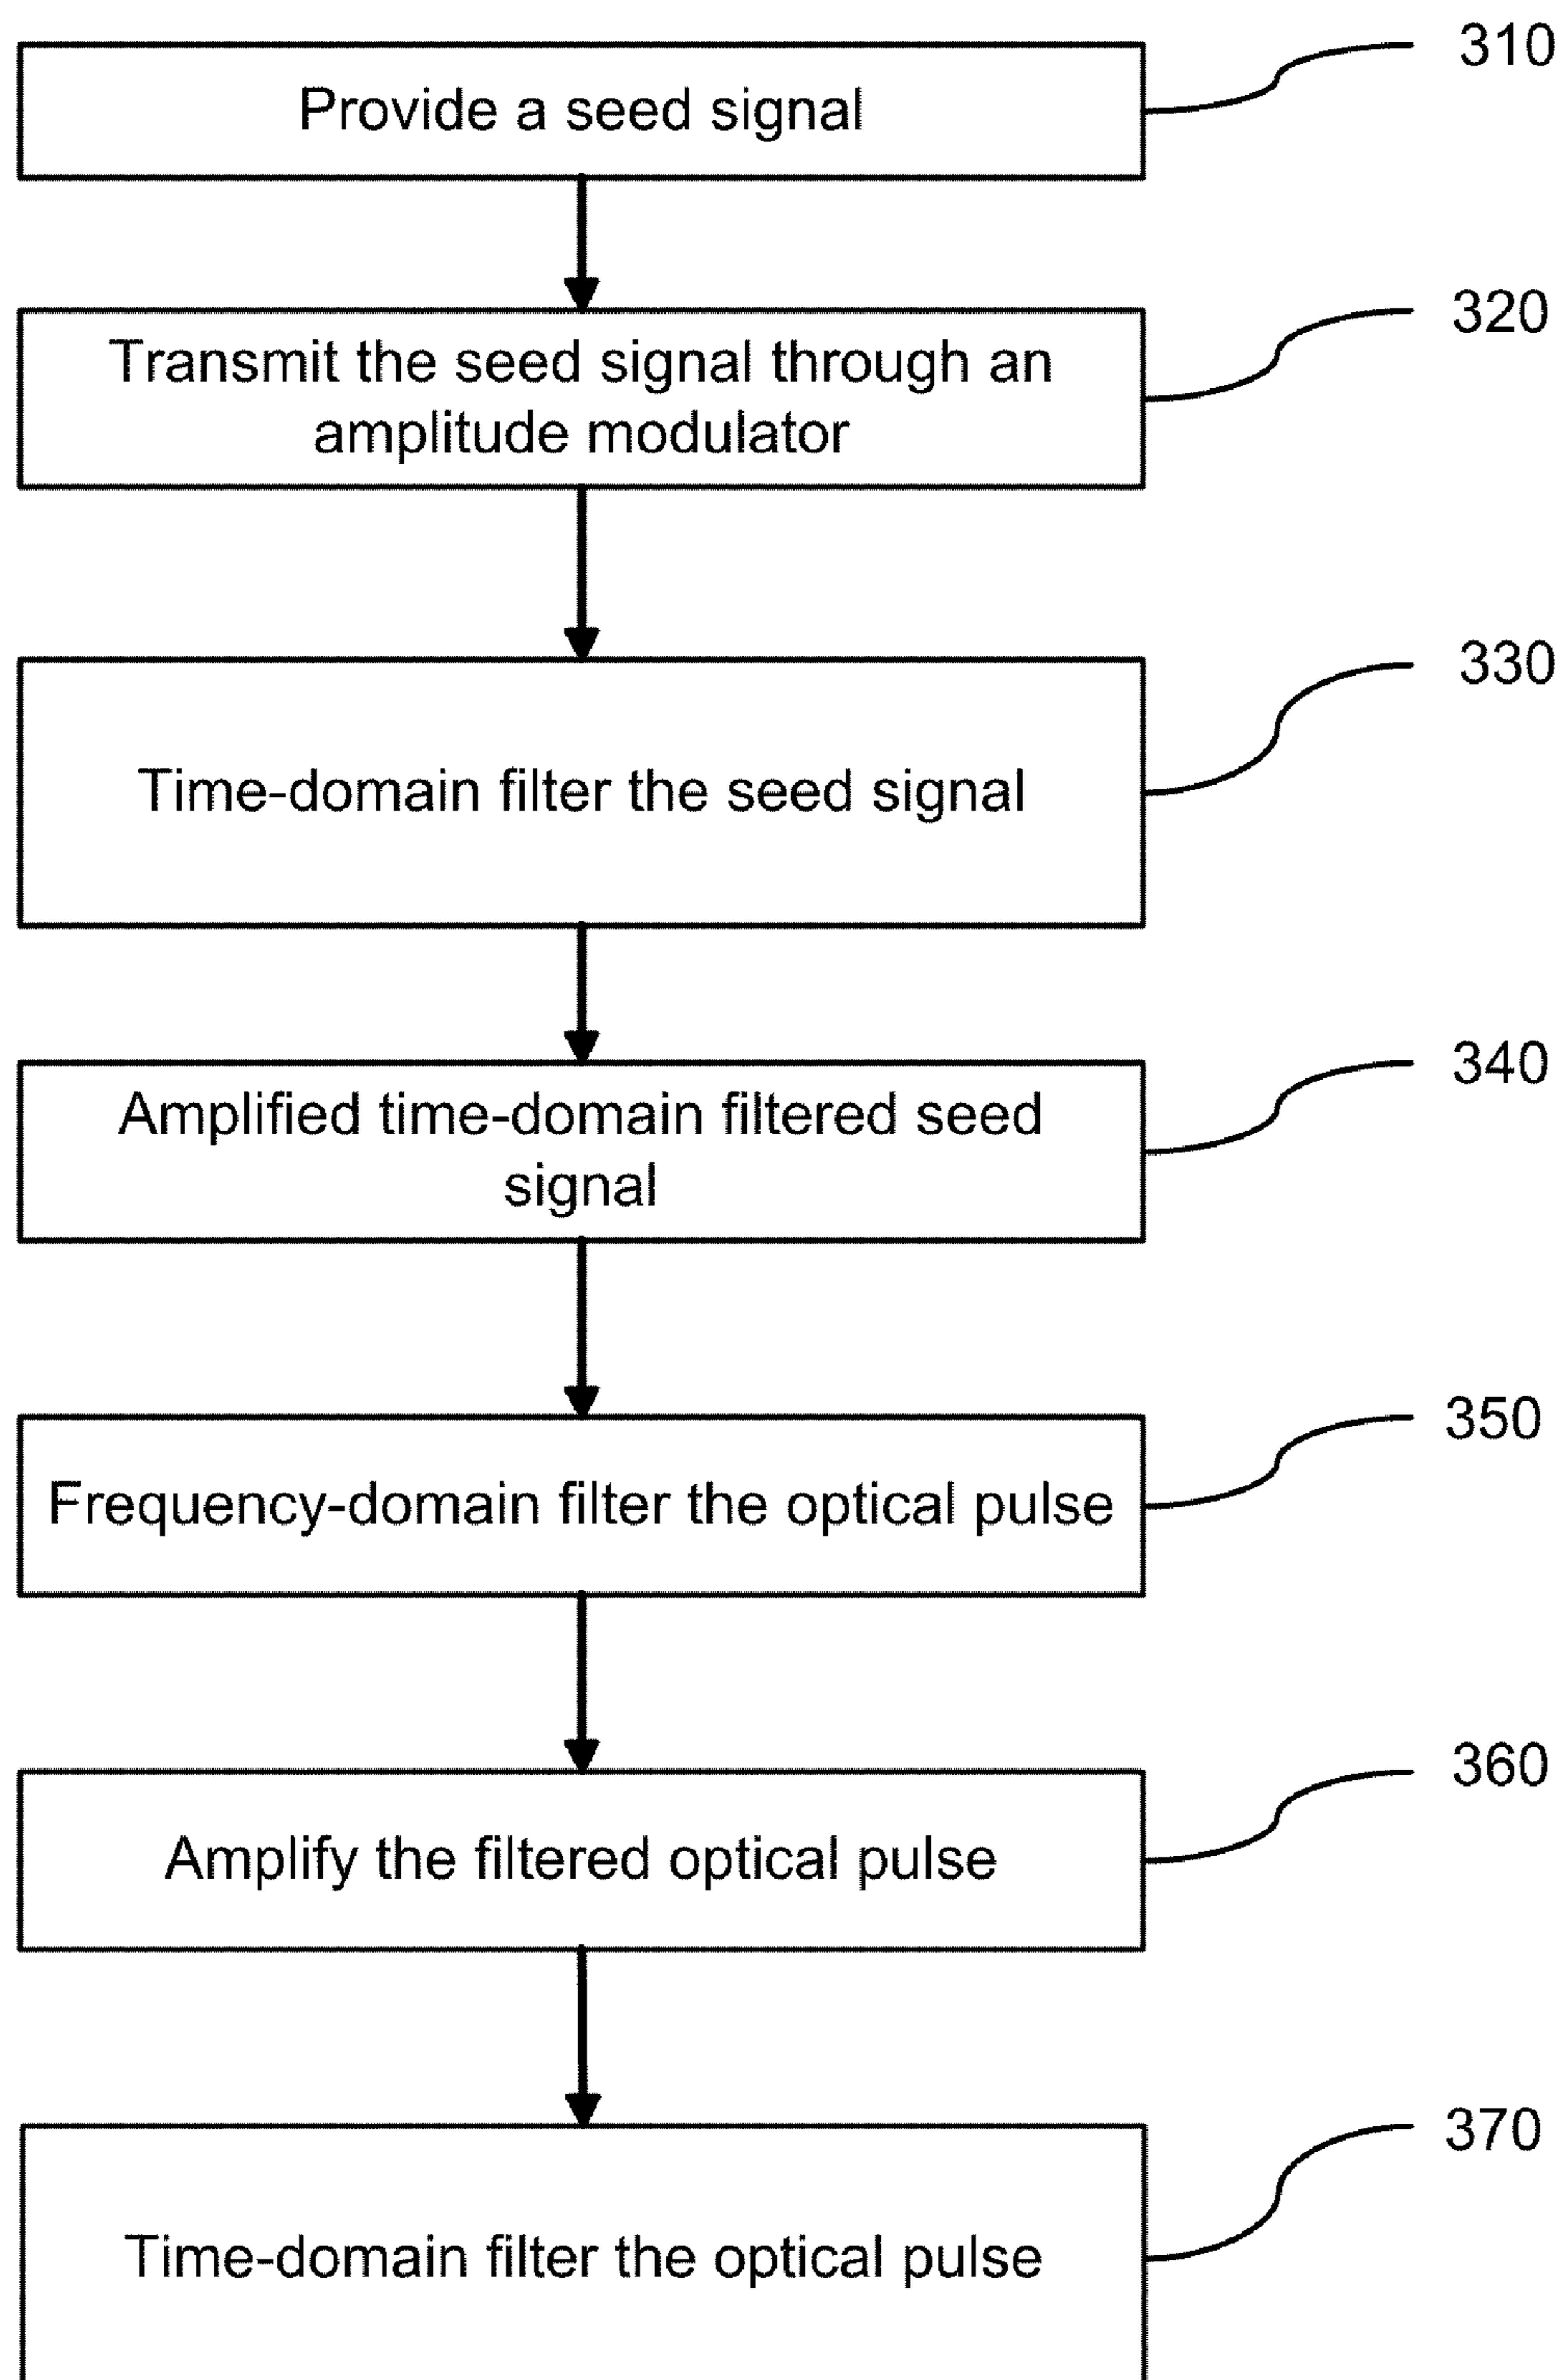 310
Provide a seed signal
320
Transmit the seed signal through an
amplitude modulator
330
Time-domain filter the seed signal
340
Amplified time-domain filtered seed
signal
350
Frequency-domain filter the optical pulse
360
Amplify the filtered optical pulse
370
Time-domain filter the optical pulse